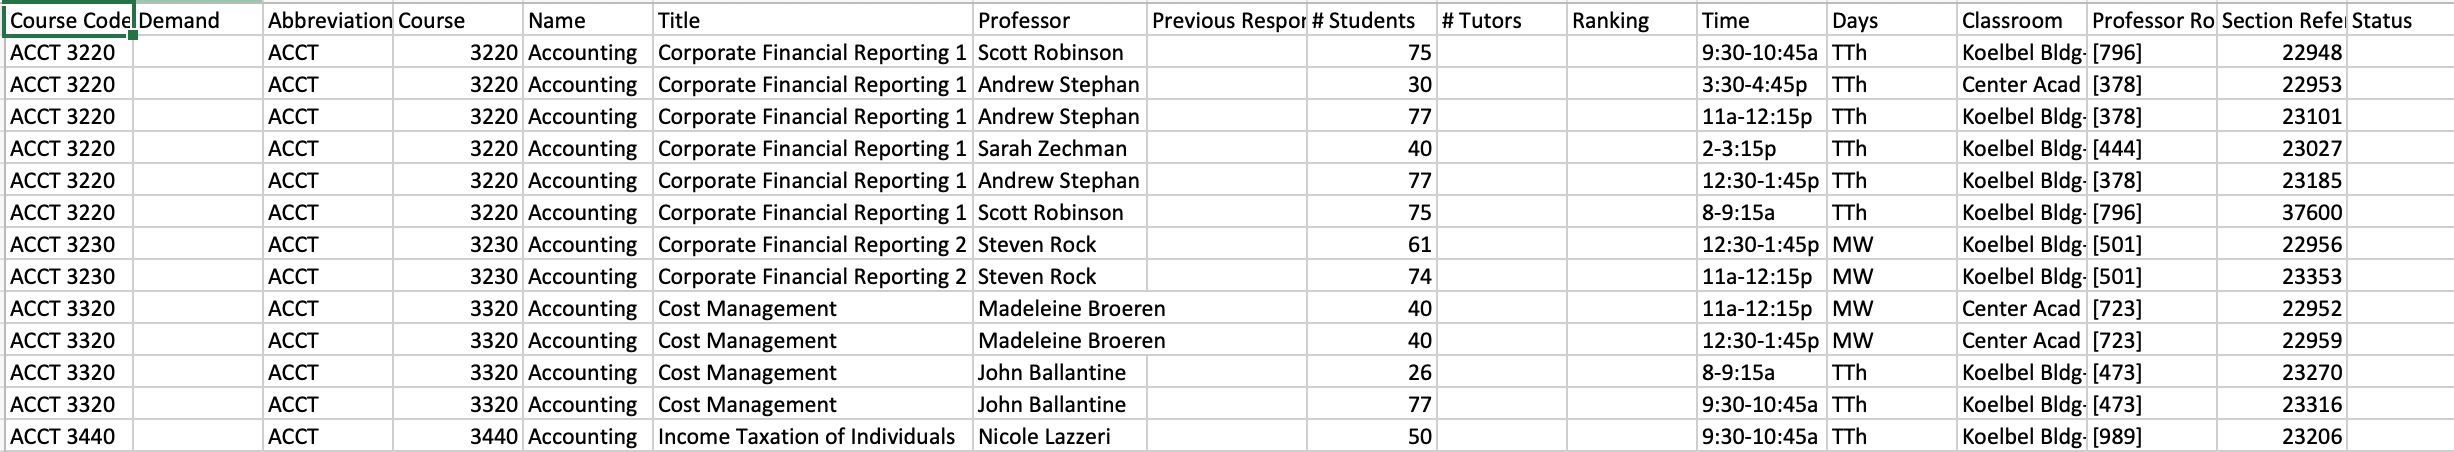 Course Code Demand Abbreviation Course Name Title Professor Previous Respor # Students # Tutors Ranking Time Days Classroom Professor Ro Section Refe Status
ACCT 3220 ACCT 3220 Accounting Corporate Financial Reporting 1 Scott Robinson 75 9:30-10:45a TTh Koelbel Bldg- [796] 22948
ACCT 3220 ACCT 3220 Accounting Corporate Financial Reporting 1 Andrew Stephan 30 3:30-4:45p TTh Center Acad [378] 22953
ACCT 3220 ACCT 3220 Accounting Corporate Financial Reporting 1 Andrew Stephan 77 11a-12:15p TTh Koelbel Bldg- [378] 23101
ACCT 3220 ACCT 3220 Accounting Corporate Financial Reporting 1 Sarah Zechman 40 2-3:15p TTh Koelbel Bldg- [444] 23027
ACCT 3220 ACCT 3220 Accounting Corporate Financial Reporting 1 Andrew Stephan 77 12:30-1:45p TTh Koelbel Bldg- [378] 23185
ACCT 3220 ACCT 3220 Accounting Corporate Financial Reporting 1 Scott Robinson 75 8-9:15a TTh Koelbel Bldg- [796] 37600
ACCT 3230 ACCT 3230 Accounting Corporate Financial Reporting 2 Steven Rock 61 12:30-1:45p MW Koelbel Bldg- [501] 22956
ACCT 3230 ACCT 3230 Accounting Corporate Financial Reporting 2 Steven Rock 74 11a-12:15p MW Koelbel Bldg- [501] 23353
ACCT 3320 ACCT 3320 Accounting Cost Management Madeleine Broeren 40 11a-12:15p MW Center Acad [723] 22952
ACCT 3320 ACCT 3320 Accounting Cost Management Madeleine Broeren 40 12:30-1:45p MW Center Acad [723] 22959
ACCT 3320 ACCT 3320 Accounting Cost Management John Ballantine 26 8-9:15a TTh Koelbel Bldg- [473] 23270
ACCT 3320 ACCT 3320 Accounting Cost Management John Ballantine 77 9:30-10:45a TTh Koelbel Bldg- [473] 23316
ACCT 3440 ACCT 3440 Accounting Income Taxation of Individuals Nicole Lazzeri 50 9:30-10:45a TTh Koelbel Bldg- [989] 23206